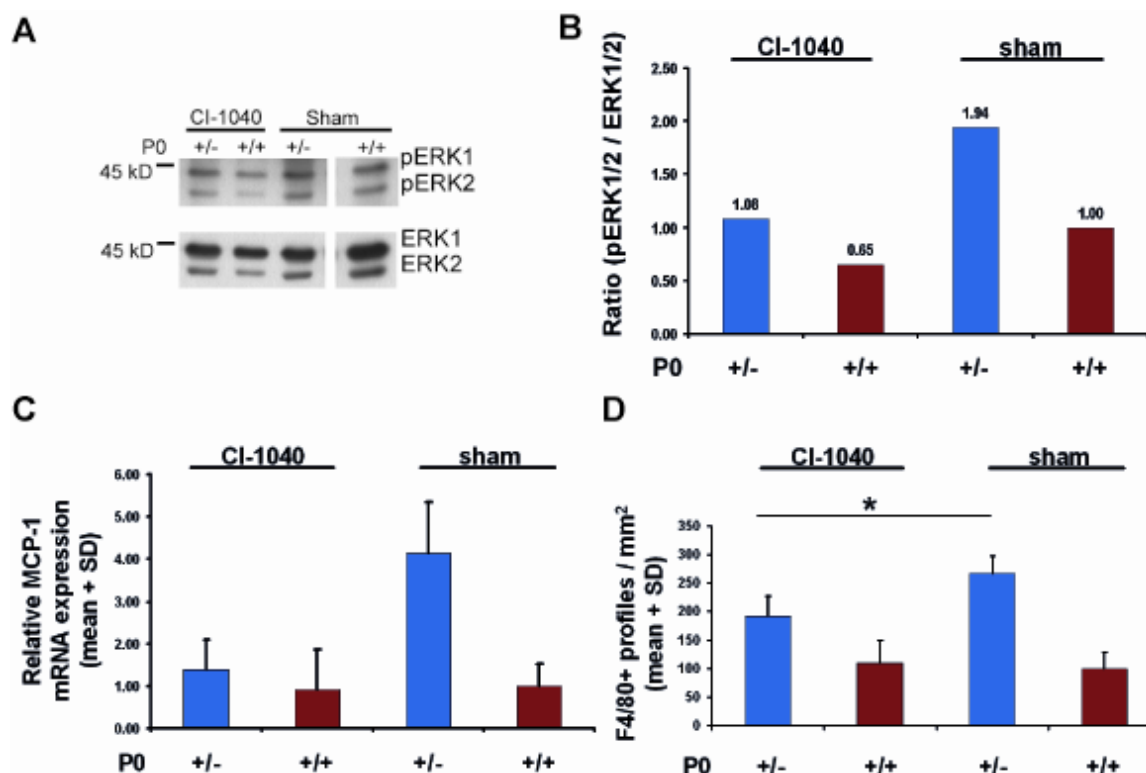 A
CI-1040 Sham
P0 +/- +/+ +/- +/+
45 kD pERK1
pERK2
45 kD ERK1
ERK2
B
CI-1040 sham
Ratio (pERK1/2 / ERK1/2)
2.50
2.00
1.50
1.00
0.50
0.00
1.08
0.65
1.94
1.00
P0 +/- +/+ +/- +/+
C
CI-1040 sham
Relative MCP-1
mRNA expression
(mean + SD)
6.00
5.00
4.00
3.00
2.00
1.00
0.00
P0 +/- +/+ +/- +/+
D
CI-1040 sham
*
F4/80+ profiles / mm²
(mean + SD)
350
300
250
200
150
100
50
0
P0 +/- +/+ +/- +/+